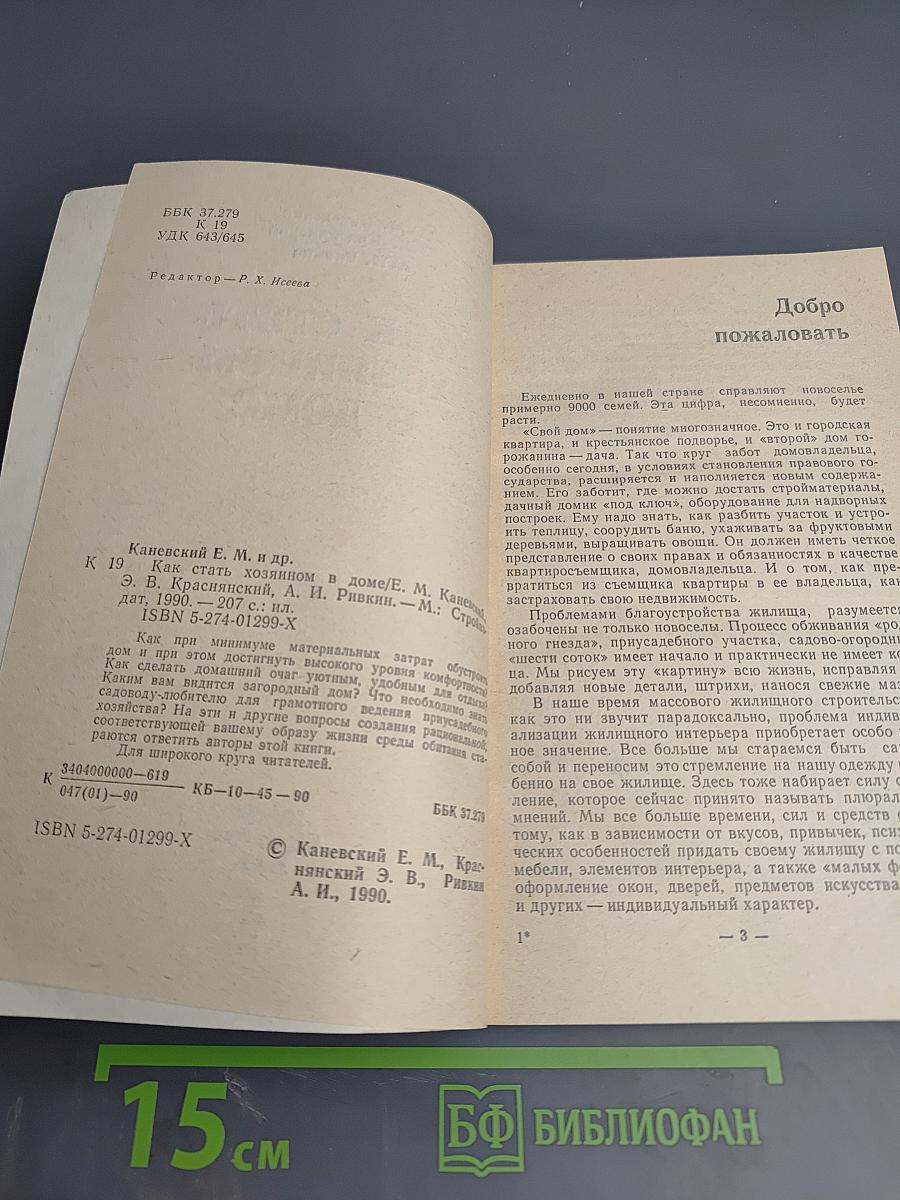 ББК 37.279
К 19
УДК 643/645
Редактор — Р. Х. Исеева
Каневский Е. М. и др.
К 19 Как стать хозяином в доме/Е. М. Каневский,
Э. В. Краснянский, А. И. Ривкин. — М.: Стройиз-
дат, 1990. — 207 с.: ил.
ISBN 5-274-01299-X
Как при минимуме материальных затрат обустроить
дом и при этом достигнуть высокого уровня комфортности?
Как сделать домашний очаг уютным, удобным для отдыха?
Каким вам видится загородный дом? Что необходимо знать
садоводу-любителю для грамотного ведения приусадебного
хозяйства? На эти и другие вопросы создания рациональной,
соответствующей вашему образу жизни среды обитания ста-
раются ответить авторы этой книги.
Для широкого круга читателей.
К 3404000000—619
047(01)—90
КБ—10—45 — 90
ББК 37.279
ISBN 5-274-01299-X
© Каневский Е. М., Крас-
нянский Э. В., Ривкин
А. И., 1990.
Добро
пожаловать
Ежедневно в нашей стране справляют новоселье
примерно 9000 семей. Эта цифра, несомненно, будет
расти.
«Свой дом» — понятие многозначное. Это и городская
квартира, и крестьянское подворье, и «второй» дом го-
рожанина — дача. Так что круг забот домовладельца,
особенно сегодня, в условиях становления правового го-
сударства, расширяется и наполняется новым содержа-
нием. Его заботит, где можно достать стройматериалы,
дачный домик «под ключ», оборудование для надворных
построек. Ему надо знать, как разбить участок и устро-
ить теплицу, соорудить баню, ухаживать за фруктовыми
деревьями, выращивать овощи. Он должен иметь четкое
представление о своих правах и обязанностях в качестве
квартиросъемщика, домовладельца. И о том, как пре-
вратиться из съемщика квартиры в ее владельца, как
застраховать свою недвижимость.
Проблемами благоустройства жилища, разумеется
озабочены не только новоселы. Процесс обживания «ро
ного гнезда», приусадебного участка, садово-огородн
«шести соток» имеет начало и практически не имеет ко
ца. Мы рисуем эту «картину» всю жизнь, исправляя
добавляя новые детали, штрихи, нанося свежие маз
В наше время массового жилищного строительс
как это ни звучит парадоксально, проблема индив
ализации жилищного интерьера приобретает особо
ное значение. Все больше мы стараемся быть са
собой и переносим это стремление на нашу одежду
бенно на свое жилище. Здесь тоже набирает силу
ление, которое сейчас принято называть плюрал
мнений. Мы все больше времени, сил и средств
тому, как в зависимости от вкусов, привычек, псих
ческих особенностей придать своему жилищу с по
мебели, элементов интерьера, а также «малых ф
оформление окон, дверей, предметов искусства
и других — индивидуальный характер.
1*
— 3 —
15 см
БФ БИБЛИОФАН